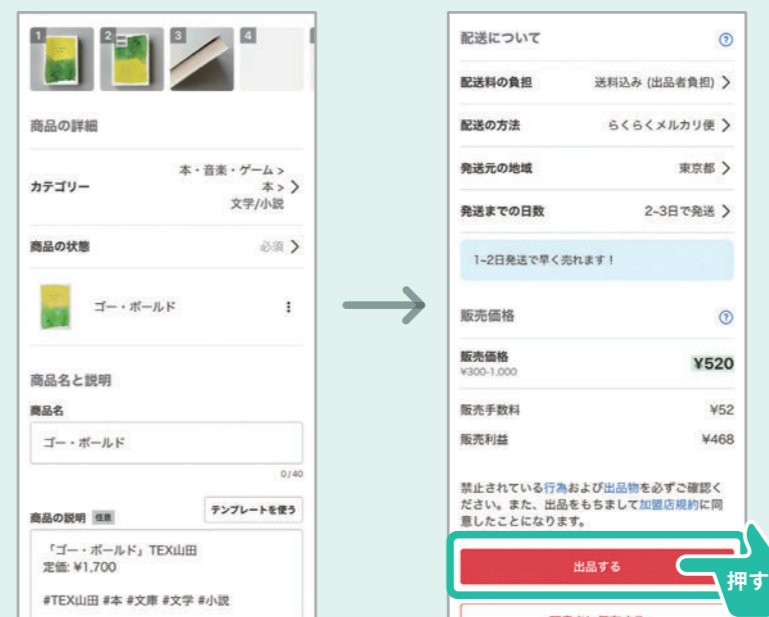 1
2
3
4
商品の詳細
カテゴリー
本・音楽・ゲーム >
本 >
文学/小説
商品の状態
必須
ゴー・ボールド
商品名と説明
商品名
ゴー・ボールド
0/40
商品の説明 任意
テンプレートを使う
「ゴー・ボールド」TEX山田
定価: ¥1,700
#TEX山田 #本 #文庫 #文学 #小説
配送について
配送料の負担 送料込み (出品者負担)
配送の方法 らくらくメルカリ便
発送元の地域 東京都
発送までの日数 2~3日で発送
1~2日発送で早く売れます！
販売価格
販売価格
¥300-1,000
¥520
販売手数料 ¥52
販売利益 ¥468
禁止されている行為および出品物を必ずご確認く
ださい。また、出品をもちまして加盟店規約に同
意したことになります。
出品する
押す